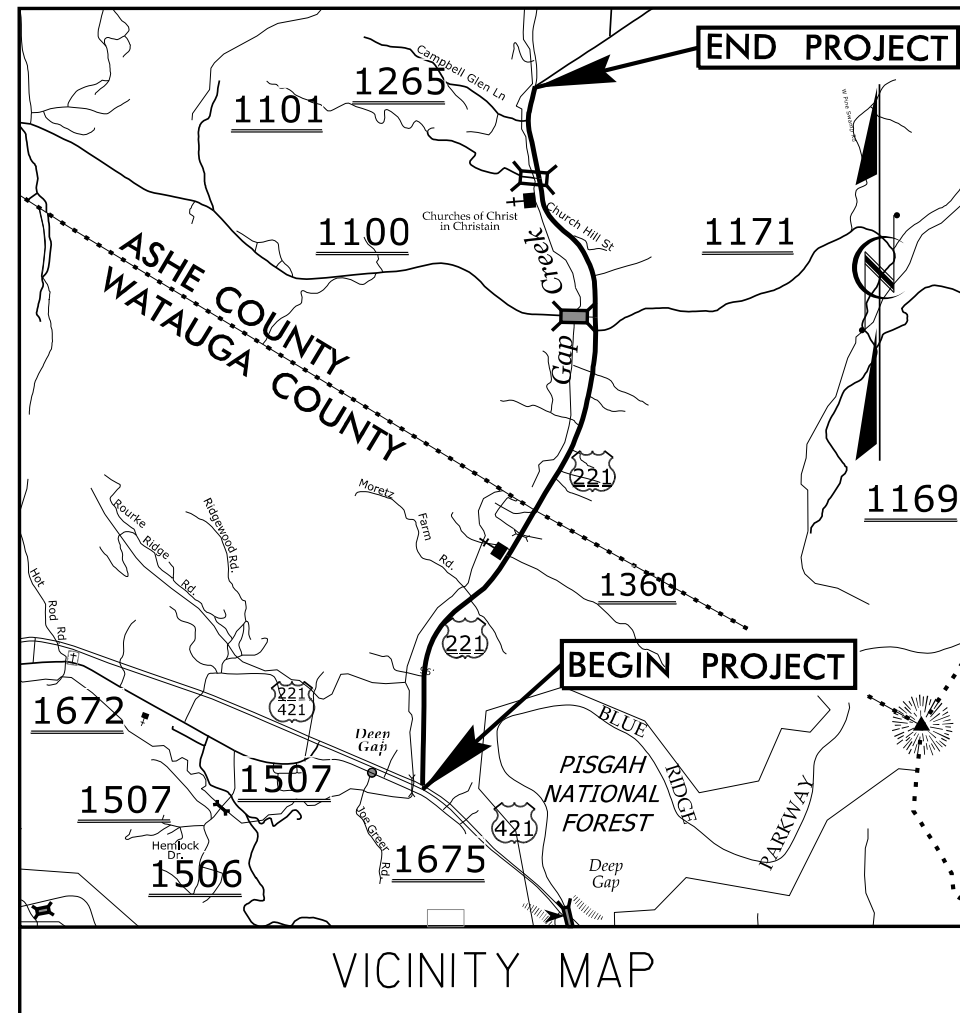 END PROJECT
Campbell Glen Ln
1265
1101
W Pine Swamp Rd
Churches of Christ
in Christain
Church Hill St
1100
1171
Gap Creek
ASHE COUNTY
WATAUGA COUNTY
221
1169
Moretz Farm Rd.
Rourke Ridge Rd.
Ridgewood Rd.
1360
Hot Rod Rd
221
BEGIN PROJECT
221
421
1672
BLUE RIDGE PARKWAY
Deep
Gap
PISGAH
NATIONAL
FOREST
1507
1507
421
Joe Greer Rd
Hemlock
Dr.
1506
1675
Deep
Gap
VICINITY MAP